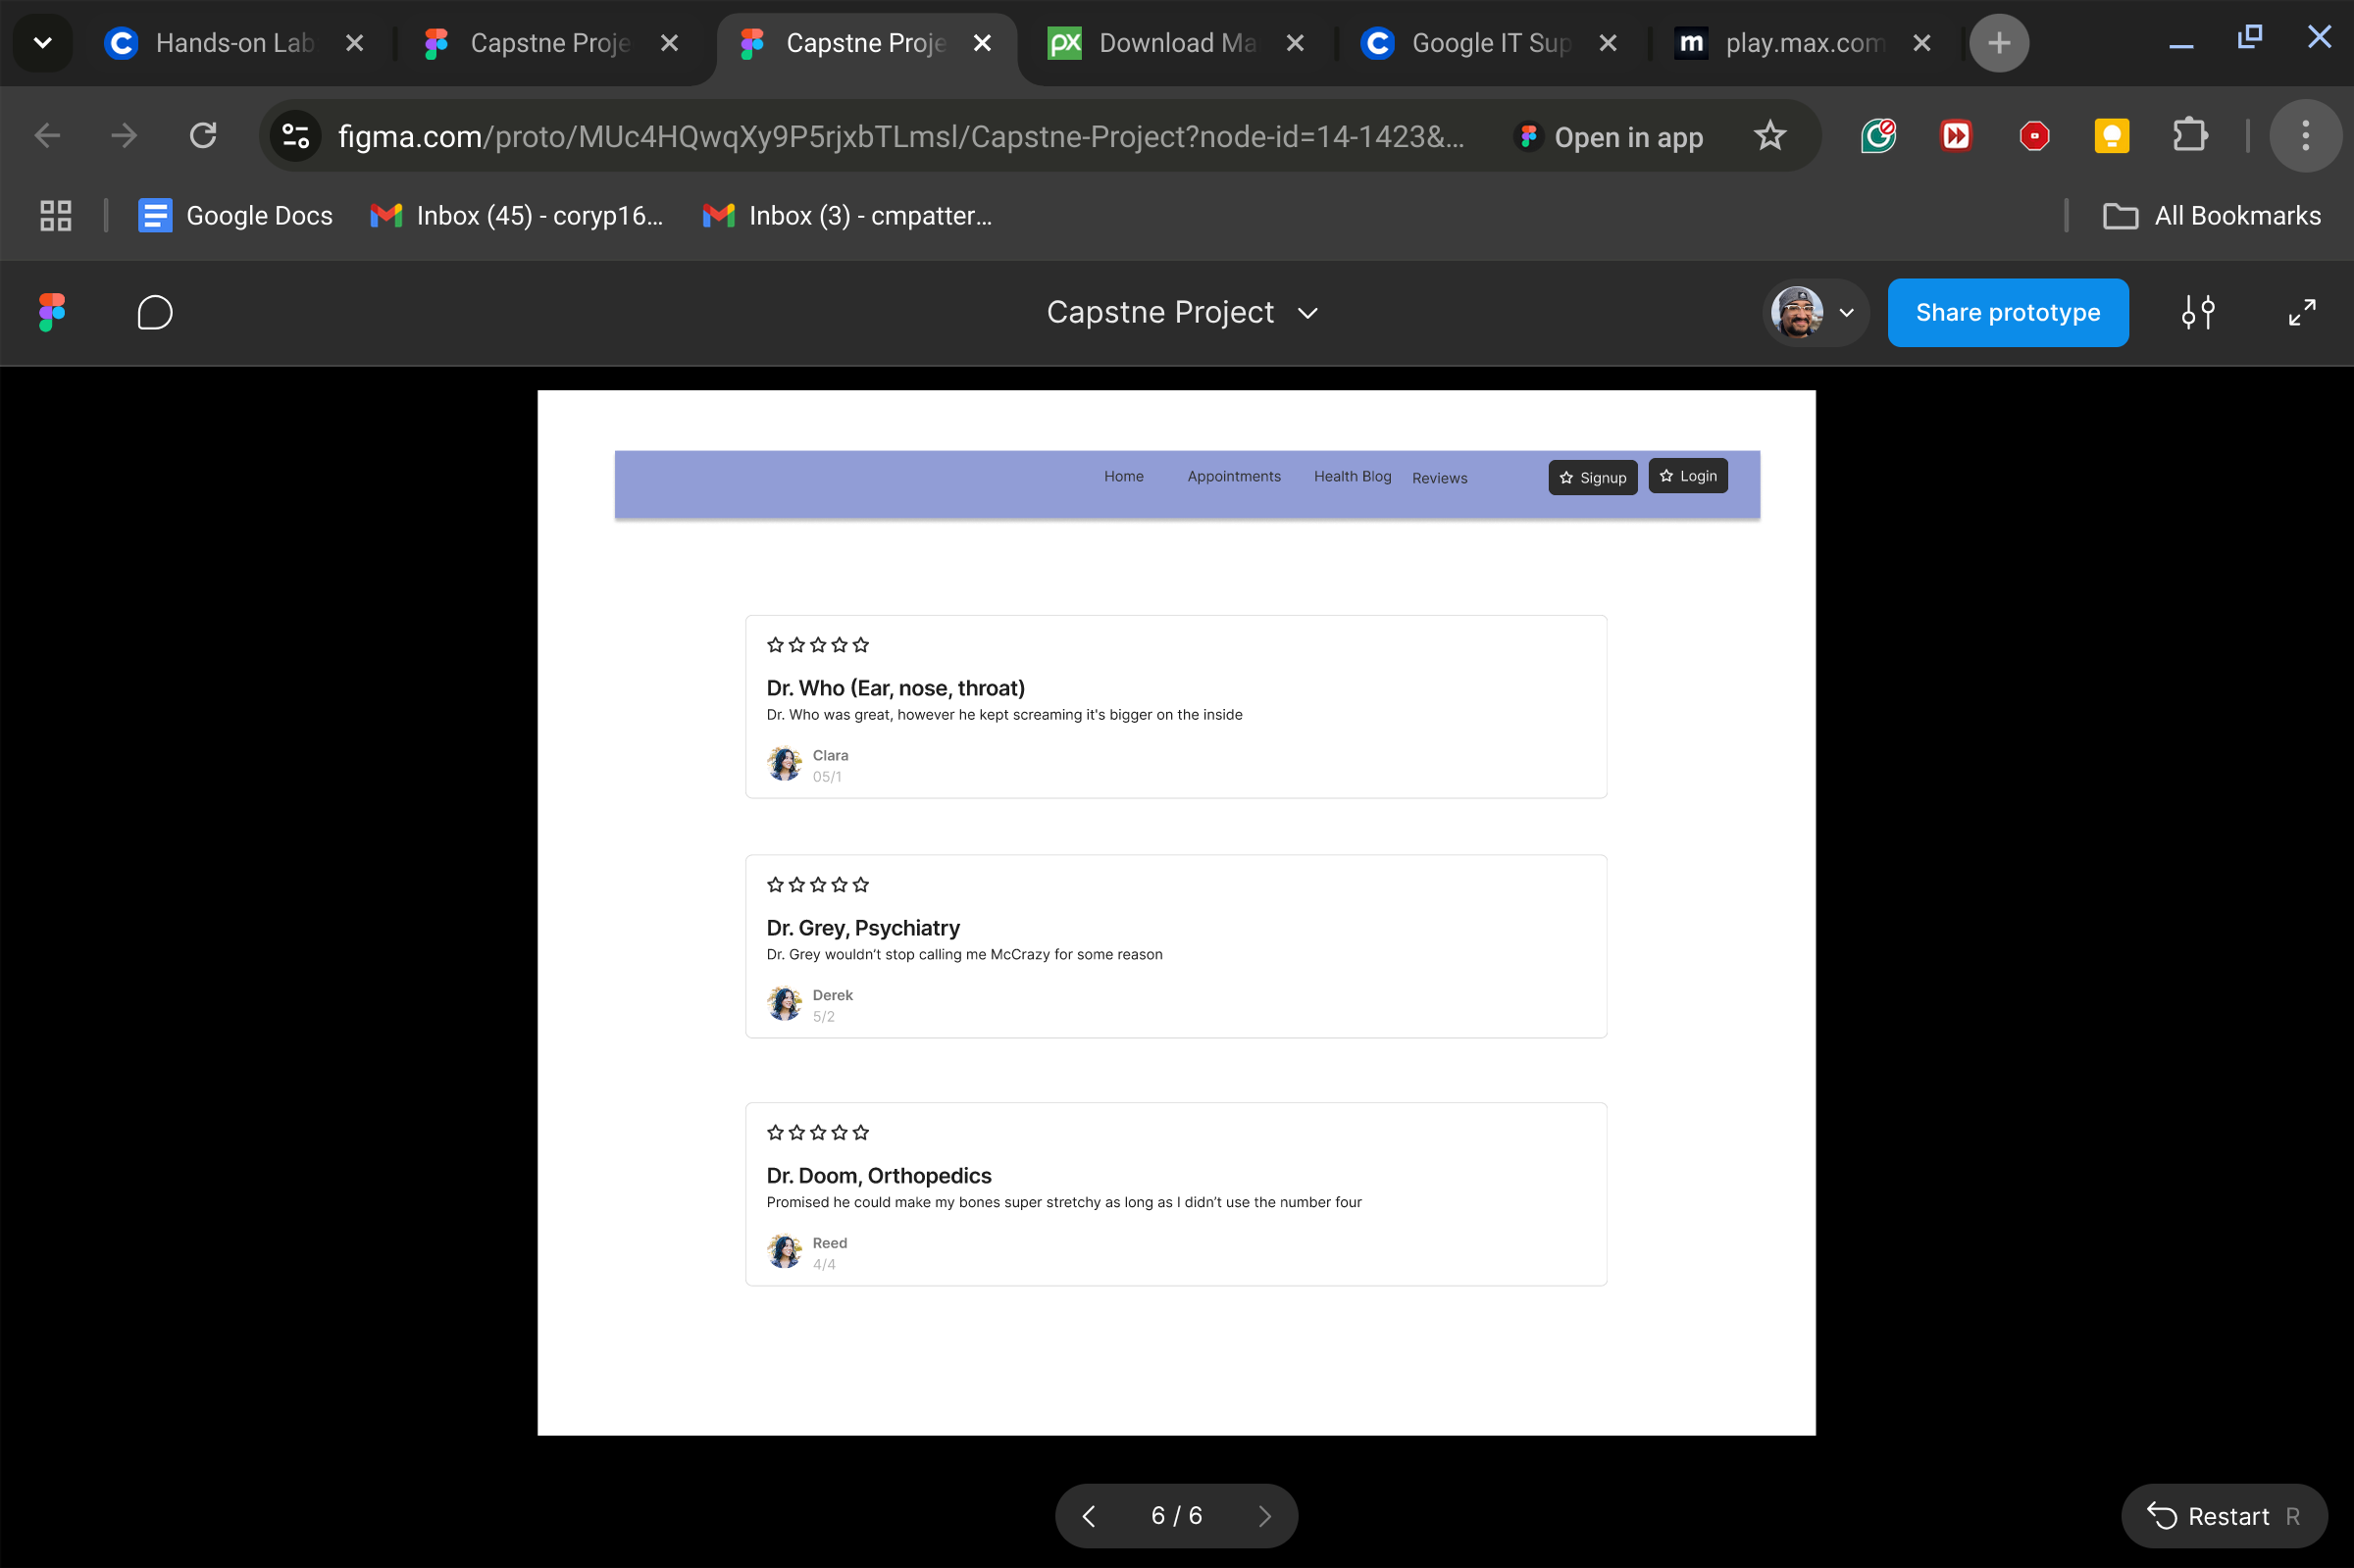 Hands-on Lab
Capstne Proje
Capstne Proje
Download Ma
Google IT Sup
play.max.com
figma.com/proto/MUc4HQwqXy9P5rjxbTLmsl/Capstne-Project?node-id=14-1423&...
Open in app
Google Docs
Inbox (45) - coryp16...
Inbox (3) - cmpatter...
All Bookmarks
Capstne Project
Share prototype
Home
Appointments
Health Blog
Reviews
Signup
Login
Dr. Who (Ear, nose, throat)
Dr. Who was great, however he kept screaming it's bigger on the inside
Clara
05/1
Dr. Grey, Psychiatry
Dr. Grey wouldn’t stop calling me McCrazy for some reason
Derek
5/2
Dr. Doom, Orthopedics
Promised he could make my bones super stretchy as long as I didn’t use the number four
Reed
4/4
6 / 6
Restart R